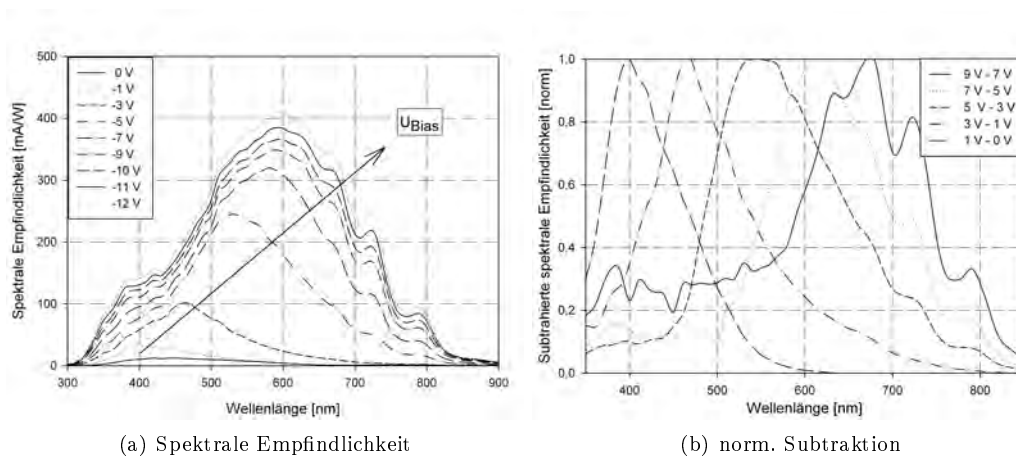 500
400
300
200
100
0
300 400 500 600 700 800 900
Spektrale Empfindlichkeit [mA/W]
Wellenlänge [nm]
0 V
-1 V
-3 V
-5 V
-7 V
-9 V
-10 V
-11 V
-12 V
UBias
(a) Spektrale Empfindlichkeit
1,0
0,8
0,6
0,4
0,2
0,0
400 500 600 700 800
Subtrahierte spektrale Empfindlichkeit [norm]
Wellenlänge [nm]
9 V - 7 V
7 V - 5 V
5 V - 3 V
3 V - 1 V
1 V - 0 V
(b) norm. Subtraktion